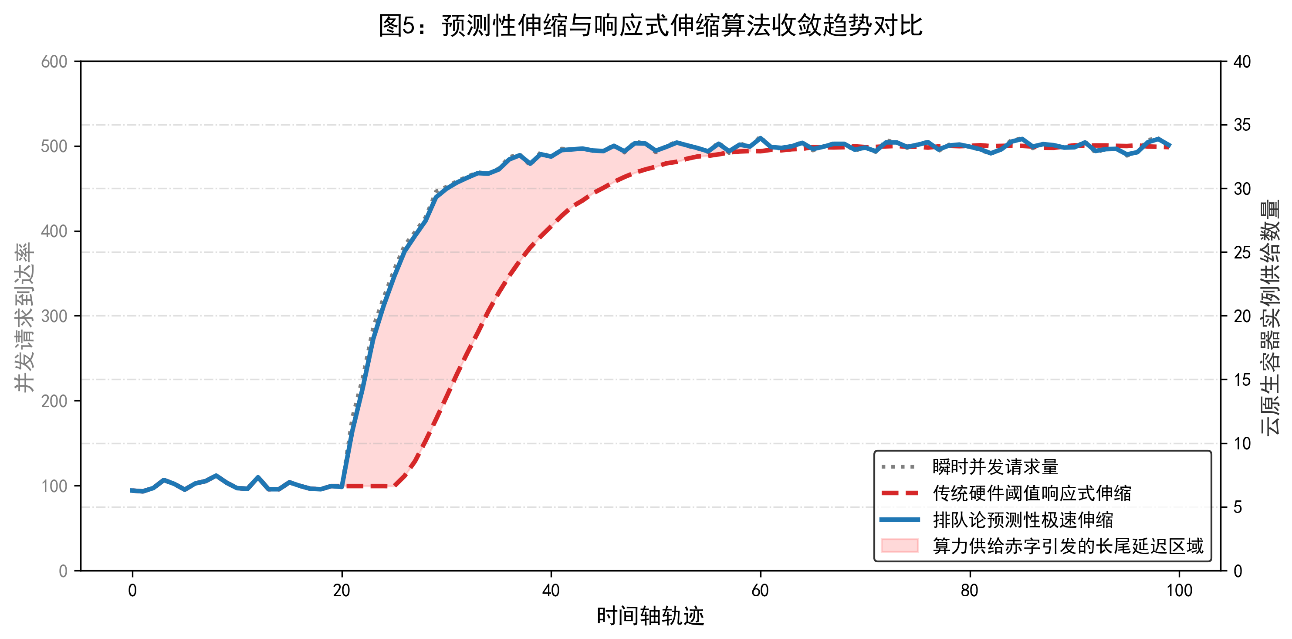 图5：预测性伸缩与响应式伸缩算法收敛趋势对比
600
500
400
300
200
100
0
并发请求到达率
40
35
30
25
20
15
10
5
0
云原生容器实例供给数量
瞬时并发请求量
传统硬件阈值响应式伸缩
排队论预测性极速伸缩
算力供给赤字引发的长尾延迟区域
0 20 40 60 80 100
时间轴轨迹